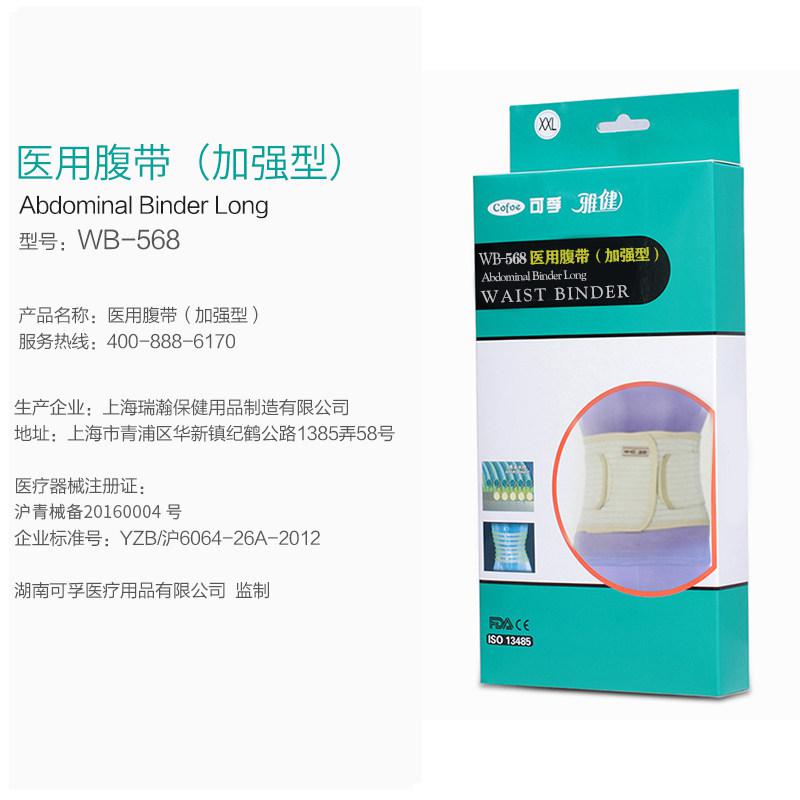 医用腹带（加强型）
Abdominal Binder Long
型号：WB-568
产品名称：医用腹带（加强型）
服务热线：400-888-6170
生产企业：上海瑞瀚保健用品制造有限公司
地址：上海市青浦区华新镇纪鹤公路1385弄58号
医疗器械注册证：
沪青械备20160004 号
企业标准号：YZB/沪6064-26A-2012
湖南可孚医疗用品有限公司 监制
XXL
Cofoe 可孚 雅健
WB-568 医用腹带（加强型）
Abdominal Binder Long
WAIST BINDER
FDA CE
ISO 13485